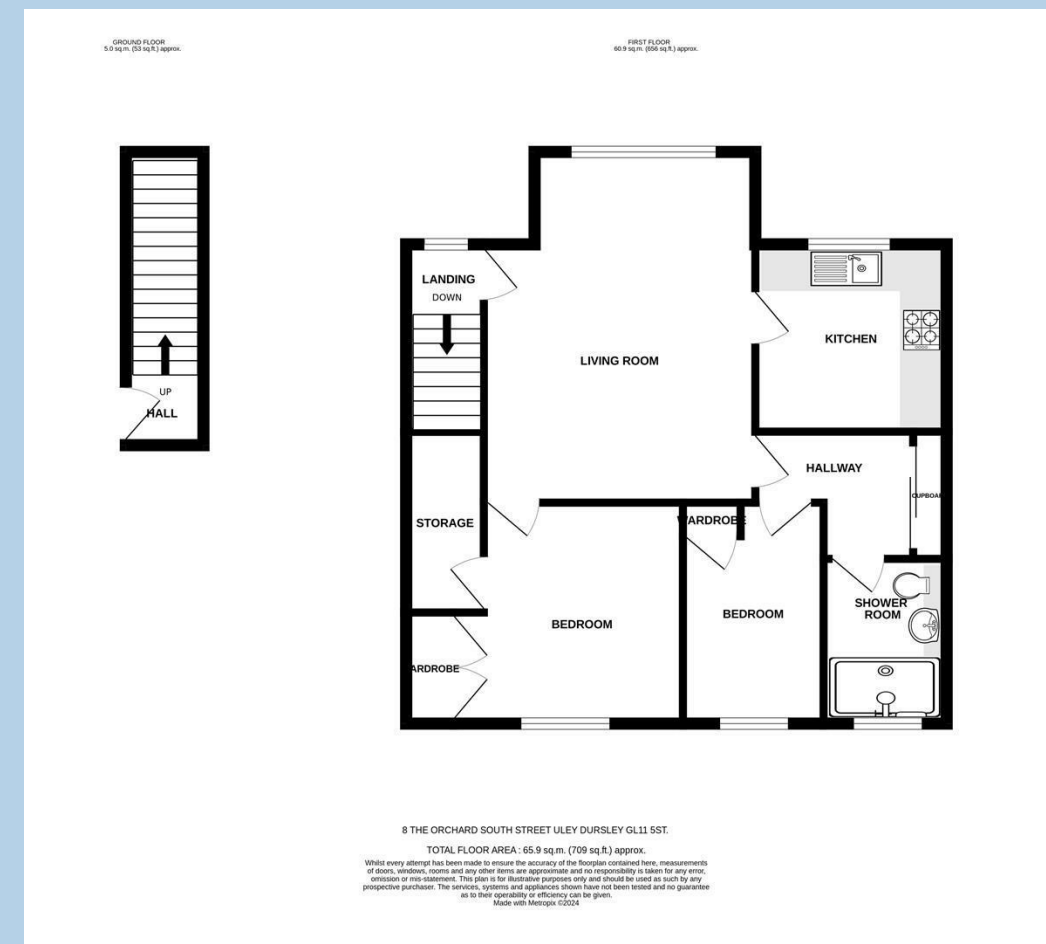 GROUND FLOOR
5.0 sq.m. (53 sq.ft.) approx.
FIRST FLOOR
60.9 sq.m. (656 sq.ft.) approx.
LANDING
DOWN
LIVING ROOM
KITCHEN
UP
HALL
HALLWAY
CUPBOAR
STORAGE
WARDROBE
BEDROOM
BEDROOM
SHOWER
ROOM
ARDROBE
8 THE ORCHARD SOUTH STREET ULEY DURSLEY GL11 5ST.
TOTAL FLOOR AREA : 65.9 sq.m. (709 sq.ft.) approx.
Whilst every attempt has been made to ensure the accuracy of the floorplan contained here, measurements
of doors, windows, rooms and any other items are approximate and no responsibility is taken for any error,
omission or mis-statement. This plan is for illustrative purposes only and should be used as such by any
prospective purchaser. The services, systems and appliances shown have not been tested and no guarantee
as to their operability or efficiency can be given.
Made with Metropix ©2024